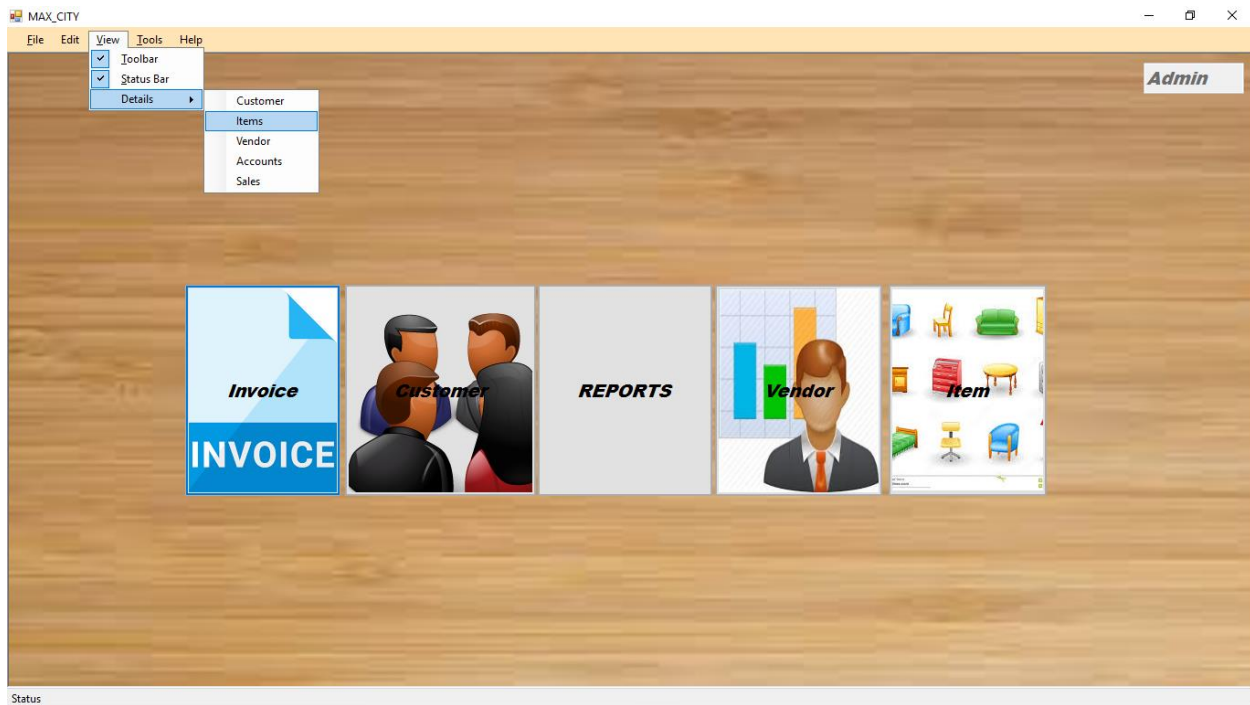 MAX_CITY
File Edit View Tools Help
Toolbar
Status Bar
Details
Customer
Items
Vendor
Accounts
Sales
Admin
Invoice
INVOICE
Customer
REPORTS
Vendor
Item
Status